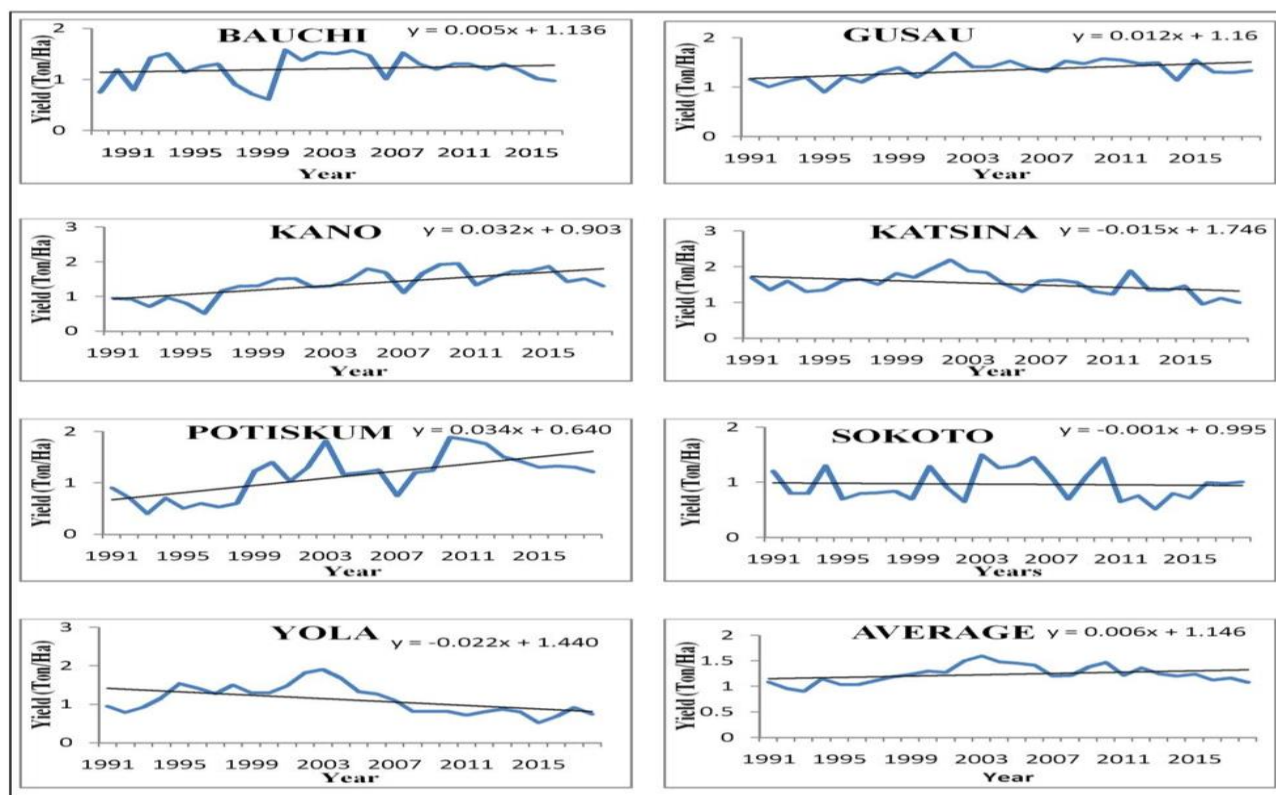 BAUCHI
y = 0.005x + 1.136
Yield (Ton/Ha)
2
1
0
1991 1995 1999 2003 2007 2011 2015
Year
GUSAU
y = 0.012x + 1.16
Yield (Ton/Ha)
2
1
0
1991 1995 1999 2003 2007 2011 2015
Year
KANO
y = 0.032x + 0.903
Yield (Ton/Ha)
3
2
1
0
1991 1995 1999 2003 2007 2011 2015
Year
KATSINA
y = -0.015x + 1.746
Yield (Ton/Ha)
3
2
1
0
1991 1995 1999 2003 2007 2011 2015
Year
POTISKUM
y = 0.034x + 0.640
Yield (Ton/Ha)
2
1
0
1991 1995 1999 2003 2007 2011 2015
Year
SOKOTO
y = -0.001x + 0.995
Yield (Ton/Ha)
2
1
0
1991 1995 1999 2003 2007 2011 2015
Years
YOLA
y = -0.022x + 1.440
Yield (Ton/Ha)
3
2
1
0
1991 1995 1999 2003 2007 2011 2015
Year
AVERAGE
y = 0.006x + 1.146
Yield (Ton/Ha)
2
1.5
1
0.5
0
1991 1995 1999 2003 2007 2011 2015
Year